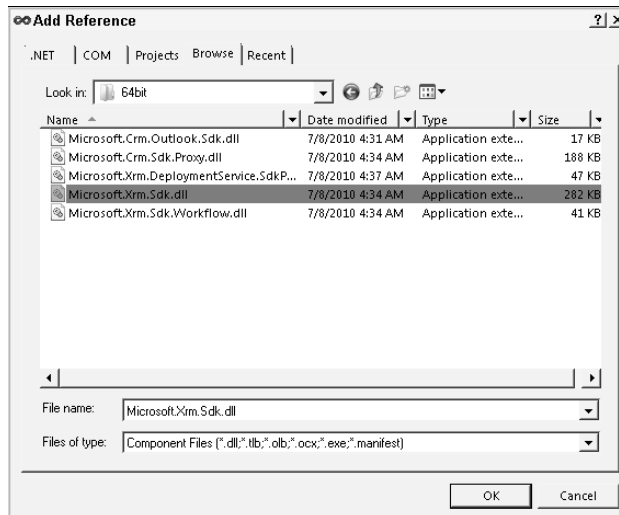 Add Reference
.NET COM Projects Browse Recent
Look in: 64bit
Name Date modified Type Size
Microsoft.Crm.Outlook.Sdk.dll 7/8/2010 4:31 AM Application exte... 17 KB
Microsoft.Crm.Sdk.Proxy.dll 7/8/2010 4:34 AM Application exte... 188 KB
Microsoft.Xrm.DeploymentService.SdkP... 7/8/2010 4:37 AM Application exte... 47 KB
Microsoft.Xrm.Sdk.dll 7/8/2010 4:34 AM Application exte... 282 KB
Microsoft.Xrm.Sdk.Workflow.dll 7/8/2010 4:34 AM Application exte... 41 KB
File name: Microsoft.Xrm.Sdk.dll
Files of type: Component Files (*.dll;*.tlb;*.olb;*.ocx;*.exe;*.manifest)
OK Cancel